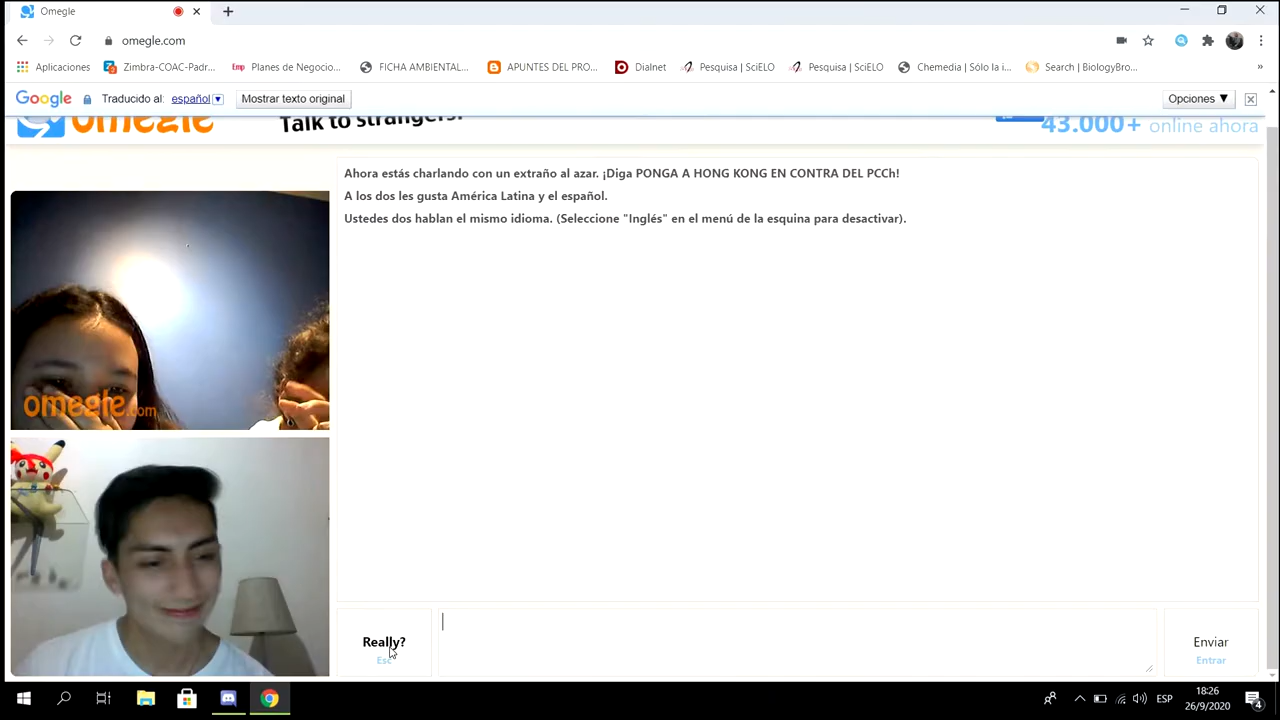 Omegle
omegle.com
Aplicaciones
Zimbra-COAC-Padr...
Emp Planes de Negocio...
FICHA AMBIENTAL...
APUNTES DEL PRO...
Dialnet
Pesquisa | SciELO
Pesquisa | SciELO
Chemedia | Sólo la i...
Search | BiologyBro...
»
Google Traducido al: español Mostrar texto original Opciones ▼
omegle Talk to strangers! 43.000+ online ahora
Ahora estás charlando con un extraño al azar. ¡Diga PONGA A HONG KONG EN CONTRA DEL PCCh!
A los dos les gusta América Latina y el español.
Ustedes dos hablan el mismo idioma. (Seleccione "Inglés" en el menú de la esquina para desactivar).
omegle.com
Really?
Esc
Enviar
Entrar
ESP
18:26
26/9/2020
4